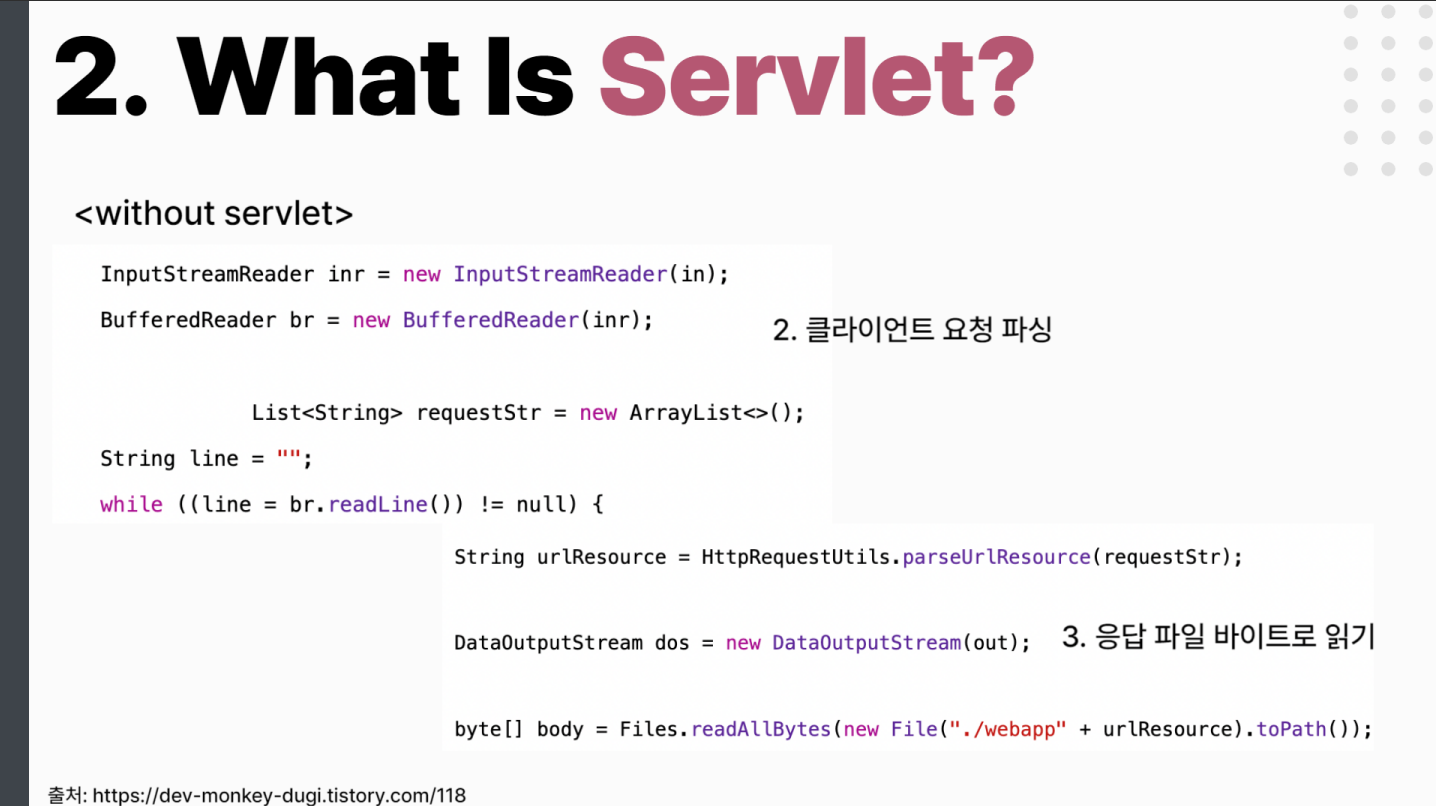 2. What Is Servlet?
<without servlet>
InputStreamReader inr = new InputStreamReader(in);
BufferedReader br = new BufferedReader(inr);
2. 클라이언트 요청 파싱
List<String> requestStr = new ArrayList<>();
String line = "";
while ((line = br.readLine()) != null) {
String urlResource = HttpRequestUtils.parseUrlResource(requestStr);
DataOutputStream dos = new DataOutputStream(out);
3. 응답 파일 바이트로 읽기
byte[] body = Files.readAllBytes(new File("./webapp" + urlResource).toPath());
출처: https://dev-monkey-dugi.tistory.com/118